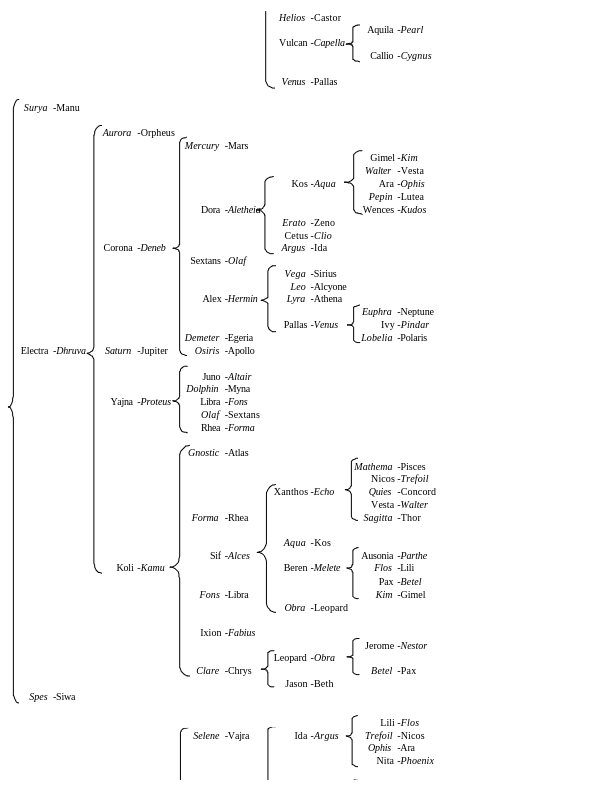 Helios -Castor
Aquila -Pearl
Vulcan -Capella
Callio -Cygnus
Venus -Pallas
Surya -Manu
Aurora -Orpheus
Mercury -Mars
Gimel -Kim
Walter -Vesta
Kos -Aqua
Ara -Ophis
Pepin -Lutea
Dora -Aletheia
Wences -Kudos
Erato -Zeno
Cetus -Clio
Corona -Deneb
Argus -Ida
Sextans -Olaf
Vega -Sirius
Leo -Alcyone
Alex -Hermin
Lyra -Athena
Euphra -Neptune
Pallas -Venus
Ivy -Pindar
Demeter -Egeria
Lobelia -Polaris
Electra -Dhruva
Saturn -Jupiter
Osiris -Apollo
Juno -Altair
Dolphin -Myna
Yajna -Proteus
Libra -Fons
Olaf -Sextans
Rhea -Forma
Gnostic -Atlas
Mathema -Pisces
Nicos -Trefoil
Xanthos -Echo
Quies -Concord
Vesta -Walter
Forma -Rhea
Sagitta -Thor
Aqua -Kos
Sif -Alces
Ausonia -Parthe
Koli -Kamu
Beren -Melete
Flos -Lili
Pax -Betel
Fons -Libra
Kim -Gimel
Obra -Leopard
Ixion -Fabius
Jerome -Nestor
Leopard -Obra
Clare -Chrys
Betel -Pax
Jason -Beth
Spes -Siwa
Lili -Flos
Selene -Vajra
Ida -Argus
Trefoil -Nicos
Ophis -Ara
Nita -Phoenix